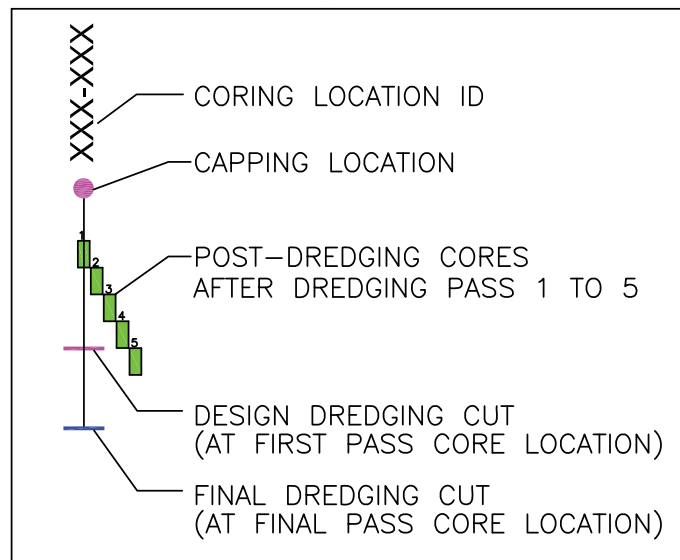 XXX-XXX
CORING LOCATION ID
CAPPING LOCATION
1
2
3
4
5
POST-DREDGING CORES
AFTER DREDGING PASS 1 TO 5
DESIGN DREDGING CUT
(AT FIRST PASS CORE LOCATION)
FINAL DREDGING CUT
(AT FINAL PASS CORE LOCATION)